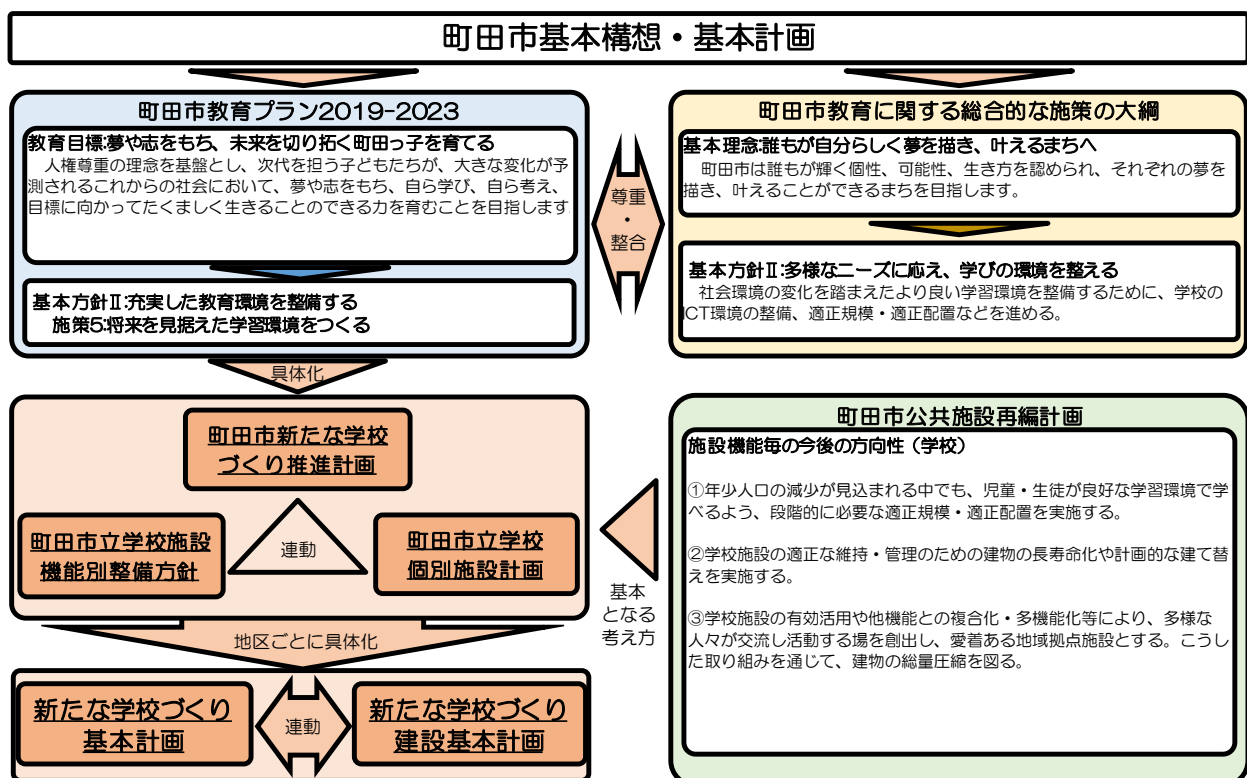 町田市基本構想・基本計画
町田市教育プラン2019-2023
教育目標:夢や志をもち、未来を切り拓く町田っ子を育てる
人権尊重の理念を基盤とし、次代を担う子どもたちが、大きな変化が予
測されるこれからの社会において、夢や志をもち、自ら学び、自ら考え、
目標に向かってたくましく生きることのできる力を育むことを目指します
基本方針Ⅱ:充実した教育環境を整備する
施策5:将来を見据えた学習環境をつくる
尊重
・
整合
町田市教育に関する総合的な施策の大綱
基本理念:誰もが自分らしく夢を描き、叶えるまちへ
町田市は誰もが輝く個性、可能性、生き方を認められ、それぞれの夢を
描き、叶えることができるまちを目指します。
基本方針Ⅱ:多様なニーズに応え、学びの環境を整える
社会環境の変化を踏まえたより良い学習環境を整備するために、学校の
ICT環境の整備、適正規模・適正配置などを進める。
具体化
町田市新たな学校
づくり推進計画
町田市立学校施設
機能別整備方針
連動
町田市立学校
個別施設計画
基本
となる
考え方
町田市公共施設再編計画
施設機能毎の今後の方向性（学校）
①年少人口の減少が見込まれる中でも、児童・生徒が良好な学習環境で学
べるよう、段階的に必要な適正規模・適正配置を実施する。
②学校施設の適正な維持・管理のための建物の長寿命化や計画的な建て替
えを実施する。
③学校施設の有効活用や他機能との複合化・多機能化等により、多様な
人々が交流し活動する場を創出し、愛着ある地域拠点施設とする。こうし
た取り組みを通じて、建物の総量圧縮を図る。
地区ごとに具体化
新たな学校づくり
基本計画
連動
新たな学校づくり
建設基本計画